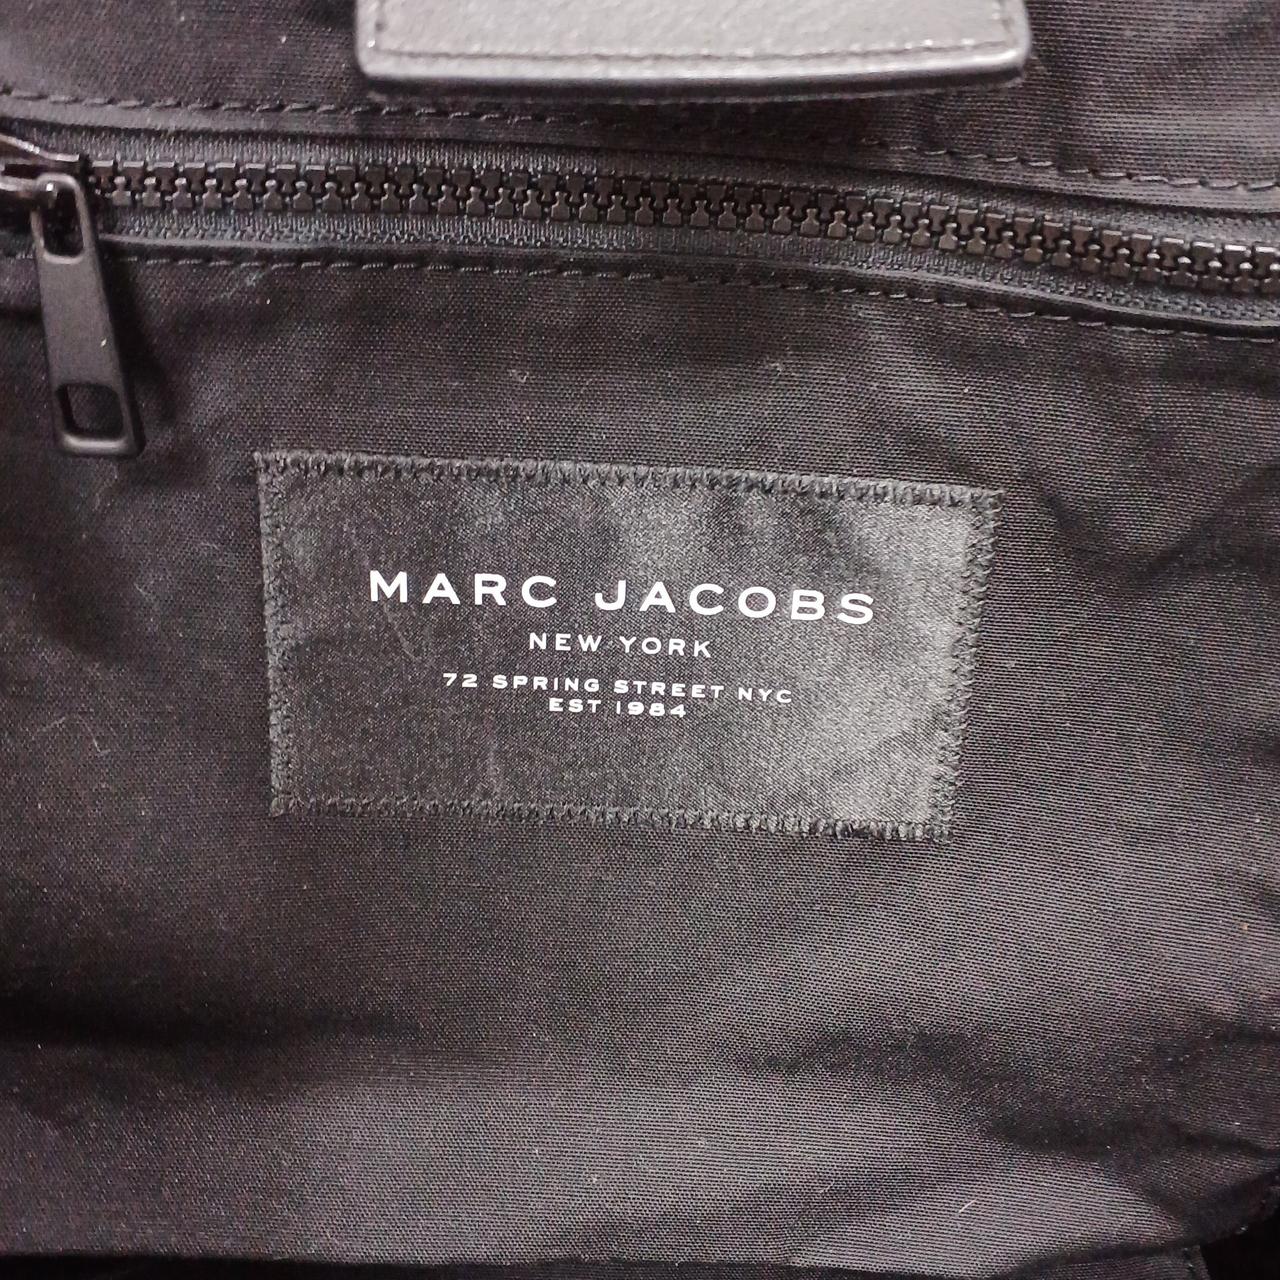 MARC JACOBS
NEW YORK
72 SPRING STREET NYC
EST 1984